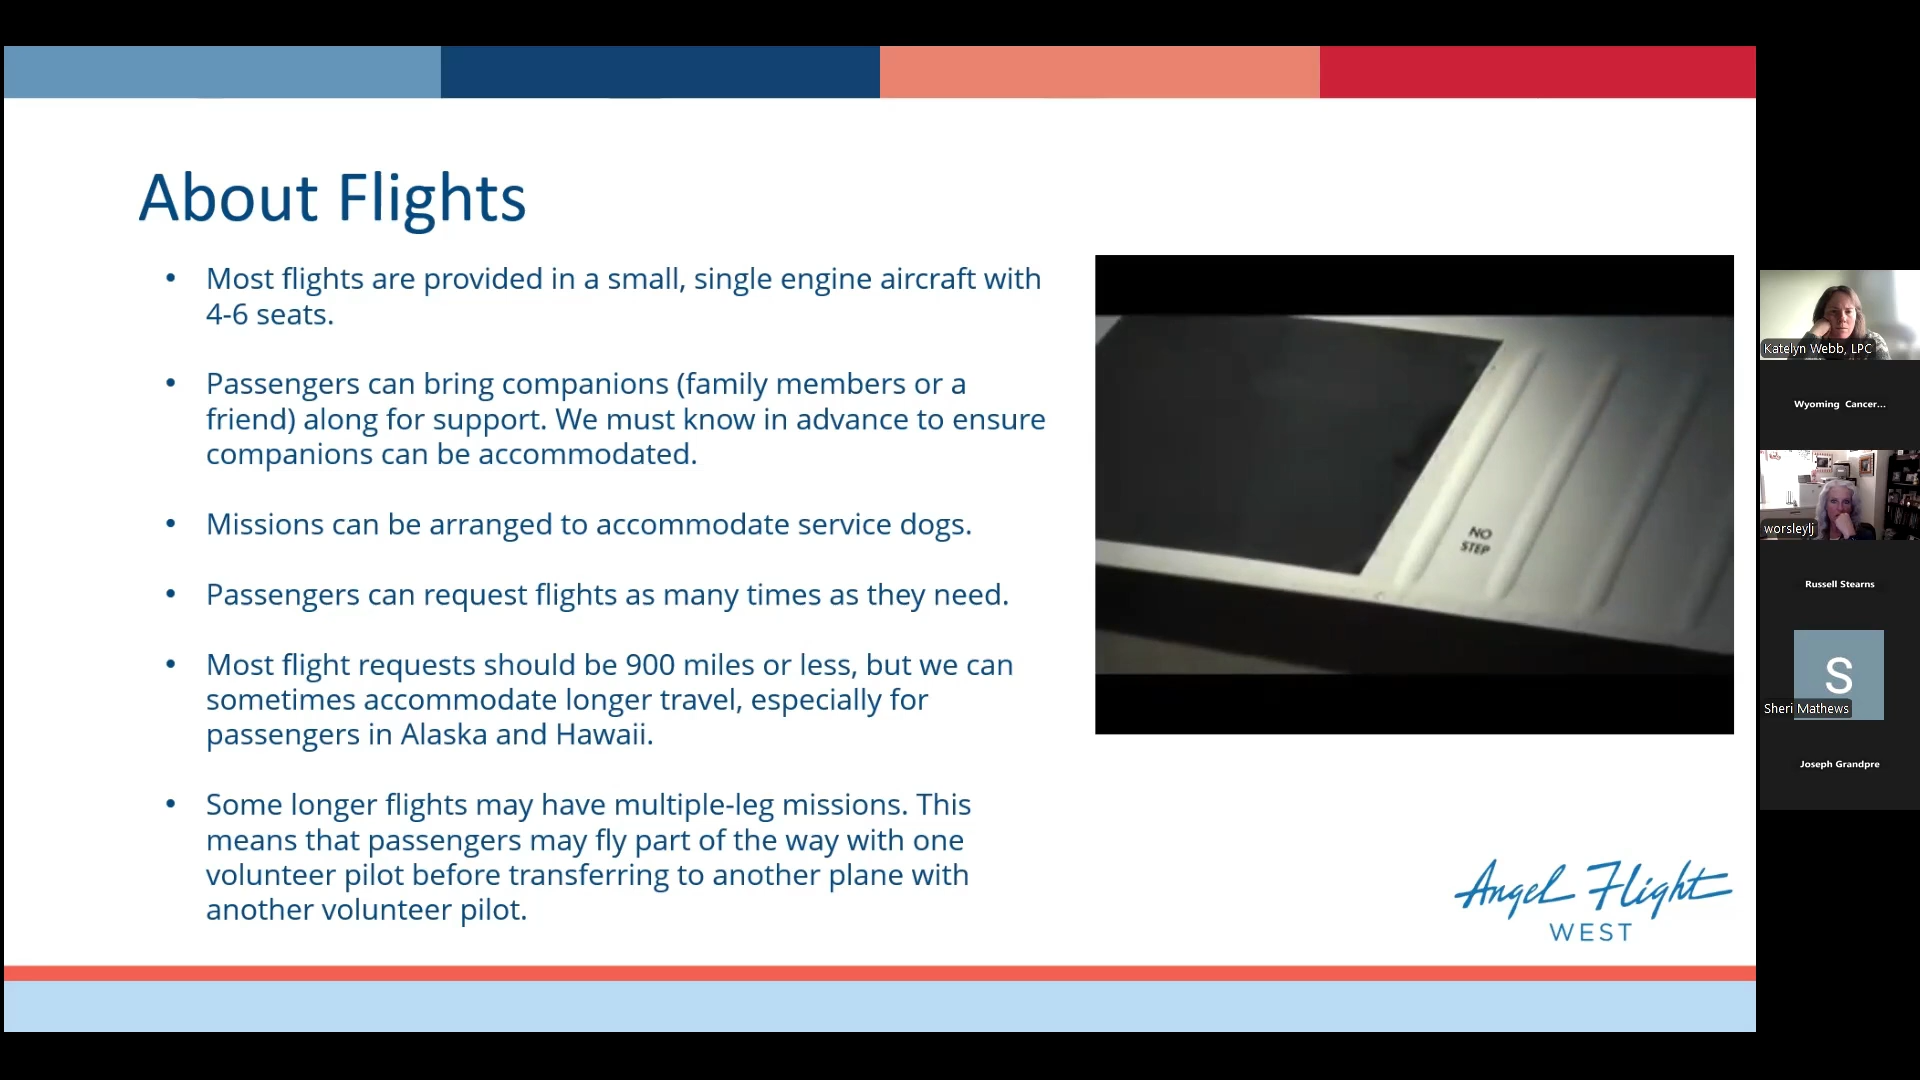 About Flights
• Most flights are provided in a small, single engine aircraft with
4-6 seats.
• Passengers can bring companions (family members or a
friend) along for support. We must know in advance to ensure
companions can be accommodated.
• Missions can be arranged to accommodate service dogs.
• Passengers can request flights as many times as they need.
• Most flight requests should be 900 miles or less, but we can
sometimes accommodate longer travel, especially for
passengers in Alaska and Hawaii.
• Some longer flights may have multiple-leg missions. This
means that passengers may fly part of the way with one
volunteer pilot before transferring to another plane with
another volunteer pilot.
NO
STEP
Angel Flight
WEST
Katelyn Webb, LPC
Wyoming Cancer...
worsleylj
Russell Stearns
S
Sheri Mathews
Joseph Grandpre